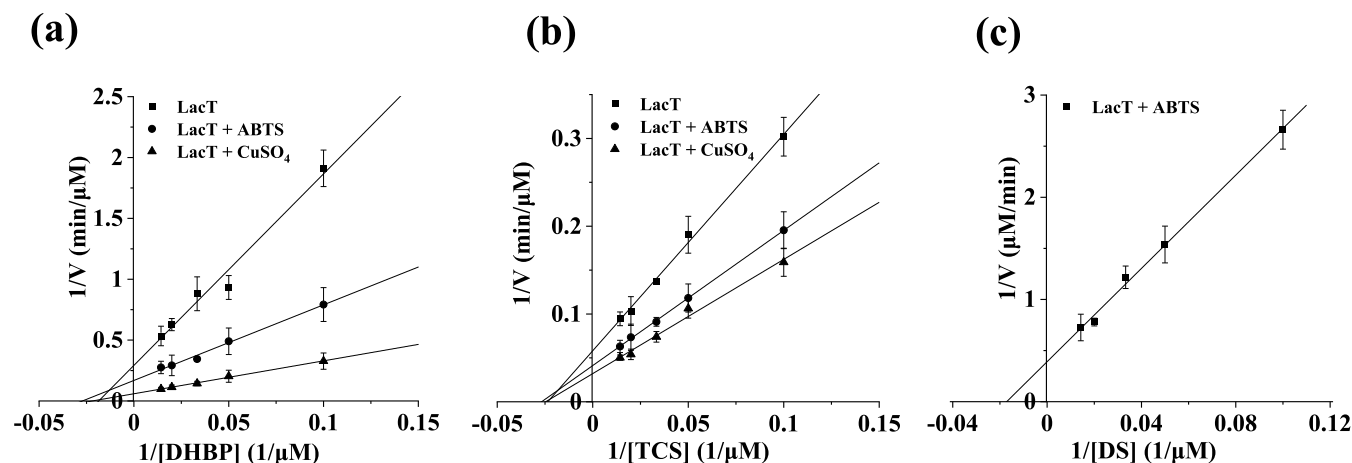 (a)
2.5
2
1.5
1
0.5
0
1/V (min/µM)
LacT
LacT + ABTS
LacT + CuSO₄
-0.05 0 0.05 0.1 0.15
1/[DHBP] (1/µM)
(b)
0.3
0.2
0.1
0
1/V (min/µM)
LacT
LacT + ABTS
LacT + CuSO₄
-0.05 0 0.05 0.1 0.15
1/[TCS] (1/µM)
(c)
3
2
1
0
1/V (µM/min)
LacT + ABTS
-0.04 0 0.04 0.08 0.12
1/[DS] (1/µM)